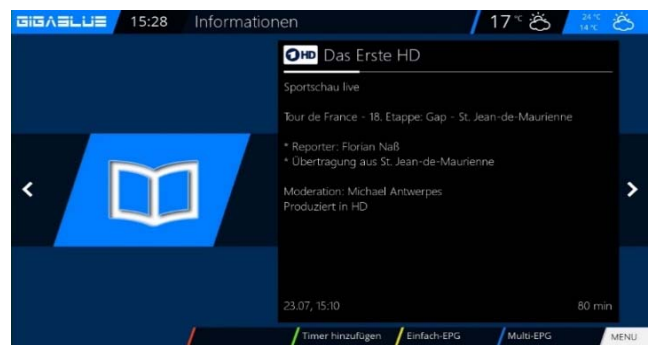 GIGABLUE 15:28 Informationen 17 °C 24 °C
14 °C
1 HD Das Erste HD
Sportschau live
Tour de France - 18. Etappe: Gap - St. Jean-de-Maurienne
* Reporter: Florian Naß
* Übertragung aus St. Jean-de-Maurienne
Moderation: Michael Antwerpes
Produziert in HD
23.07, 15:10 80 min
Timer hinzufügen Einfach-EPG Multi-EPG MENU